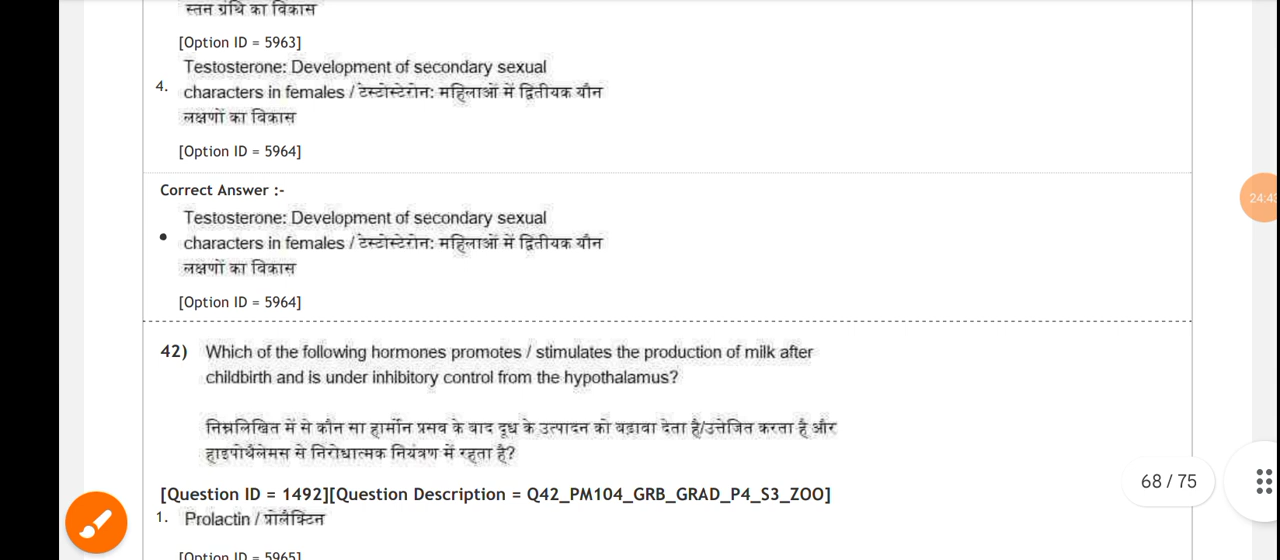 स्तन ग्रंथि का विकास
[Option ID = 5963]
4. Testosterone: Development of secondary sexual
characters in females / टेस्टोस्टेरोन: महिलाओं में द्वितीयक यौन
लक्षणों का विकास
[Option ID = 5964]
Correct Answer :-
• Testosterone: Development of secondary sexual
characters in females / टेस्टोस्टेरोन: महिलाओं में द्वितीयक यौन
लक्षणों का विकास
[Option ID = 5964]
42) Which of the following hormones promotes / stimulates the production of milk after
childbirth and is under inhibitory control from the hypothalamus?
निम्नलिखित में से कौन सा हार्मोन प्रसव के बाद दूध के उत्पादन को बढ़ावा देता है/उत्तेजित करता है और
हाइपोथैलेमस से निरोधात्मक नियंत्रण में रहता है?
[Question ID = 1492][Question Description = Q42_PM104_GRB_GRAD_P4_S3_ZOO]
1. Prolactin / प्रोलैक्टिन
[Option ID = 5965]
68 / 75